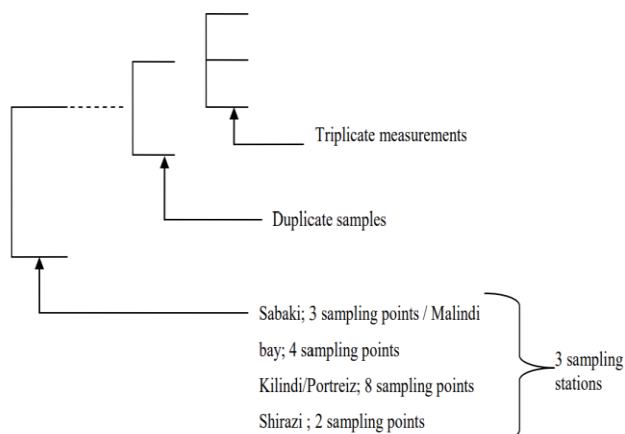 Triplicate measurements
Duplicate samples
Sabaki; 3 sampling points / Malindi
bay; 4 sampling points
Kilindi/Portreiz; 8 sampling points
Shirazi ; 2 sampling points
3 sampling
stations